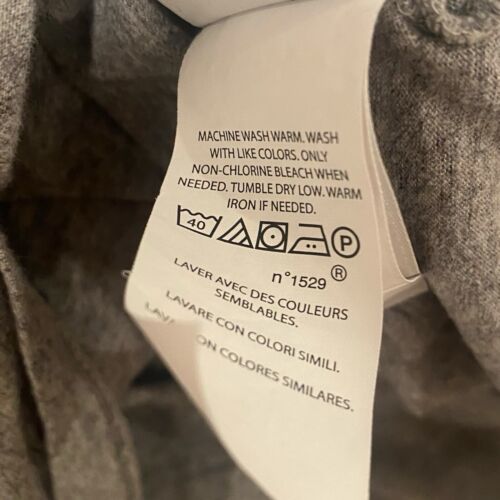 MACHINE WASH WARM. WASH
WITH LIKE COLORS. ONLY
NON-CHLORINE BLEACH WHEN
NEEDED. TUMBLE DRY LOW. WARM
IRON IF NEEDED.
40 P
n°1529 ®
LAVER AVEC DES COULEURS
SEMBLABLES.
LAVARE CON COLORI SIMILI.
ON COLORES SIMILARES.